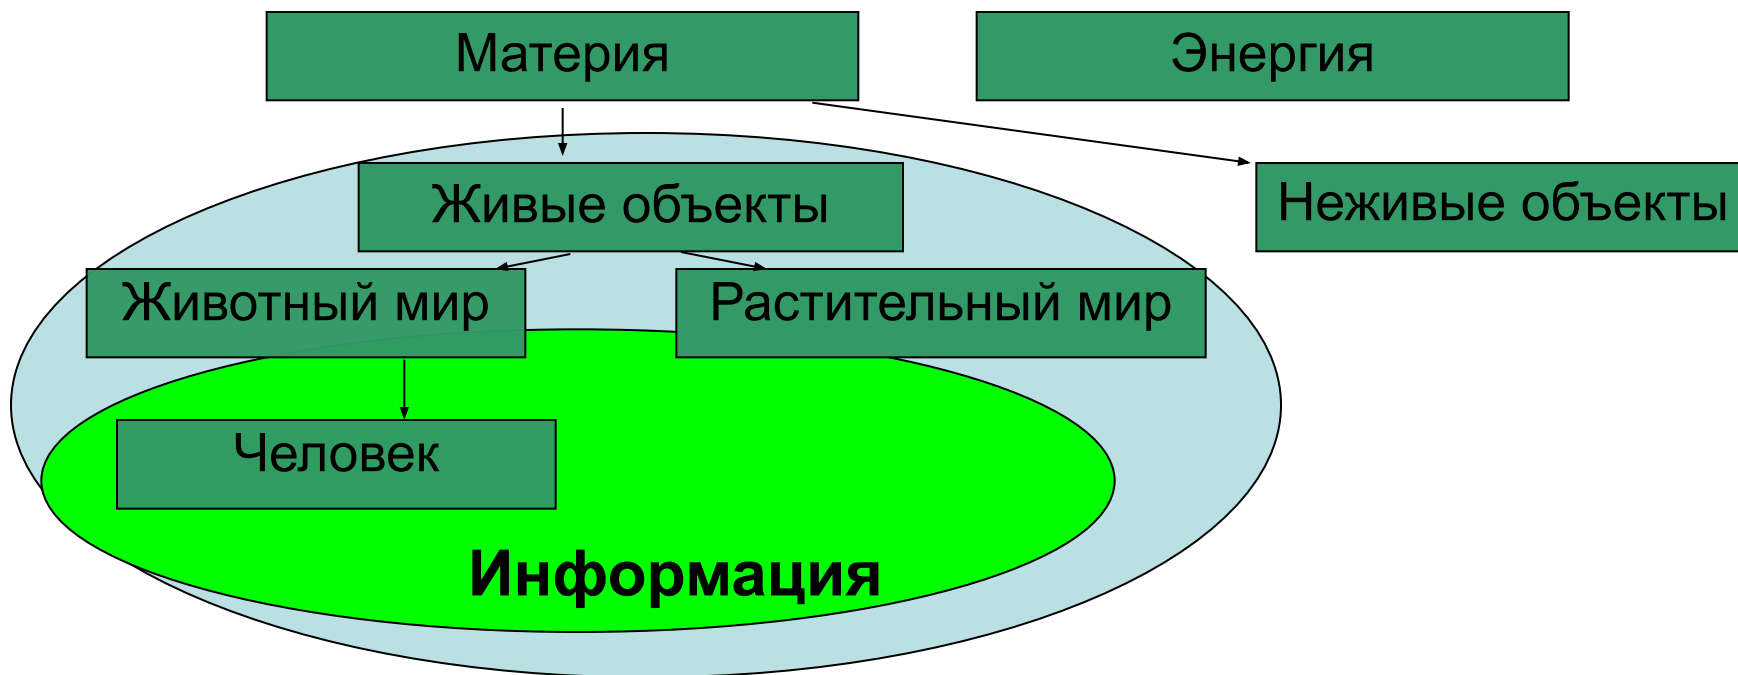 Материя
Энергия
Живые объекты
Неживые объекты
Животный мир
Растительный мир
Человек
Информация